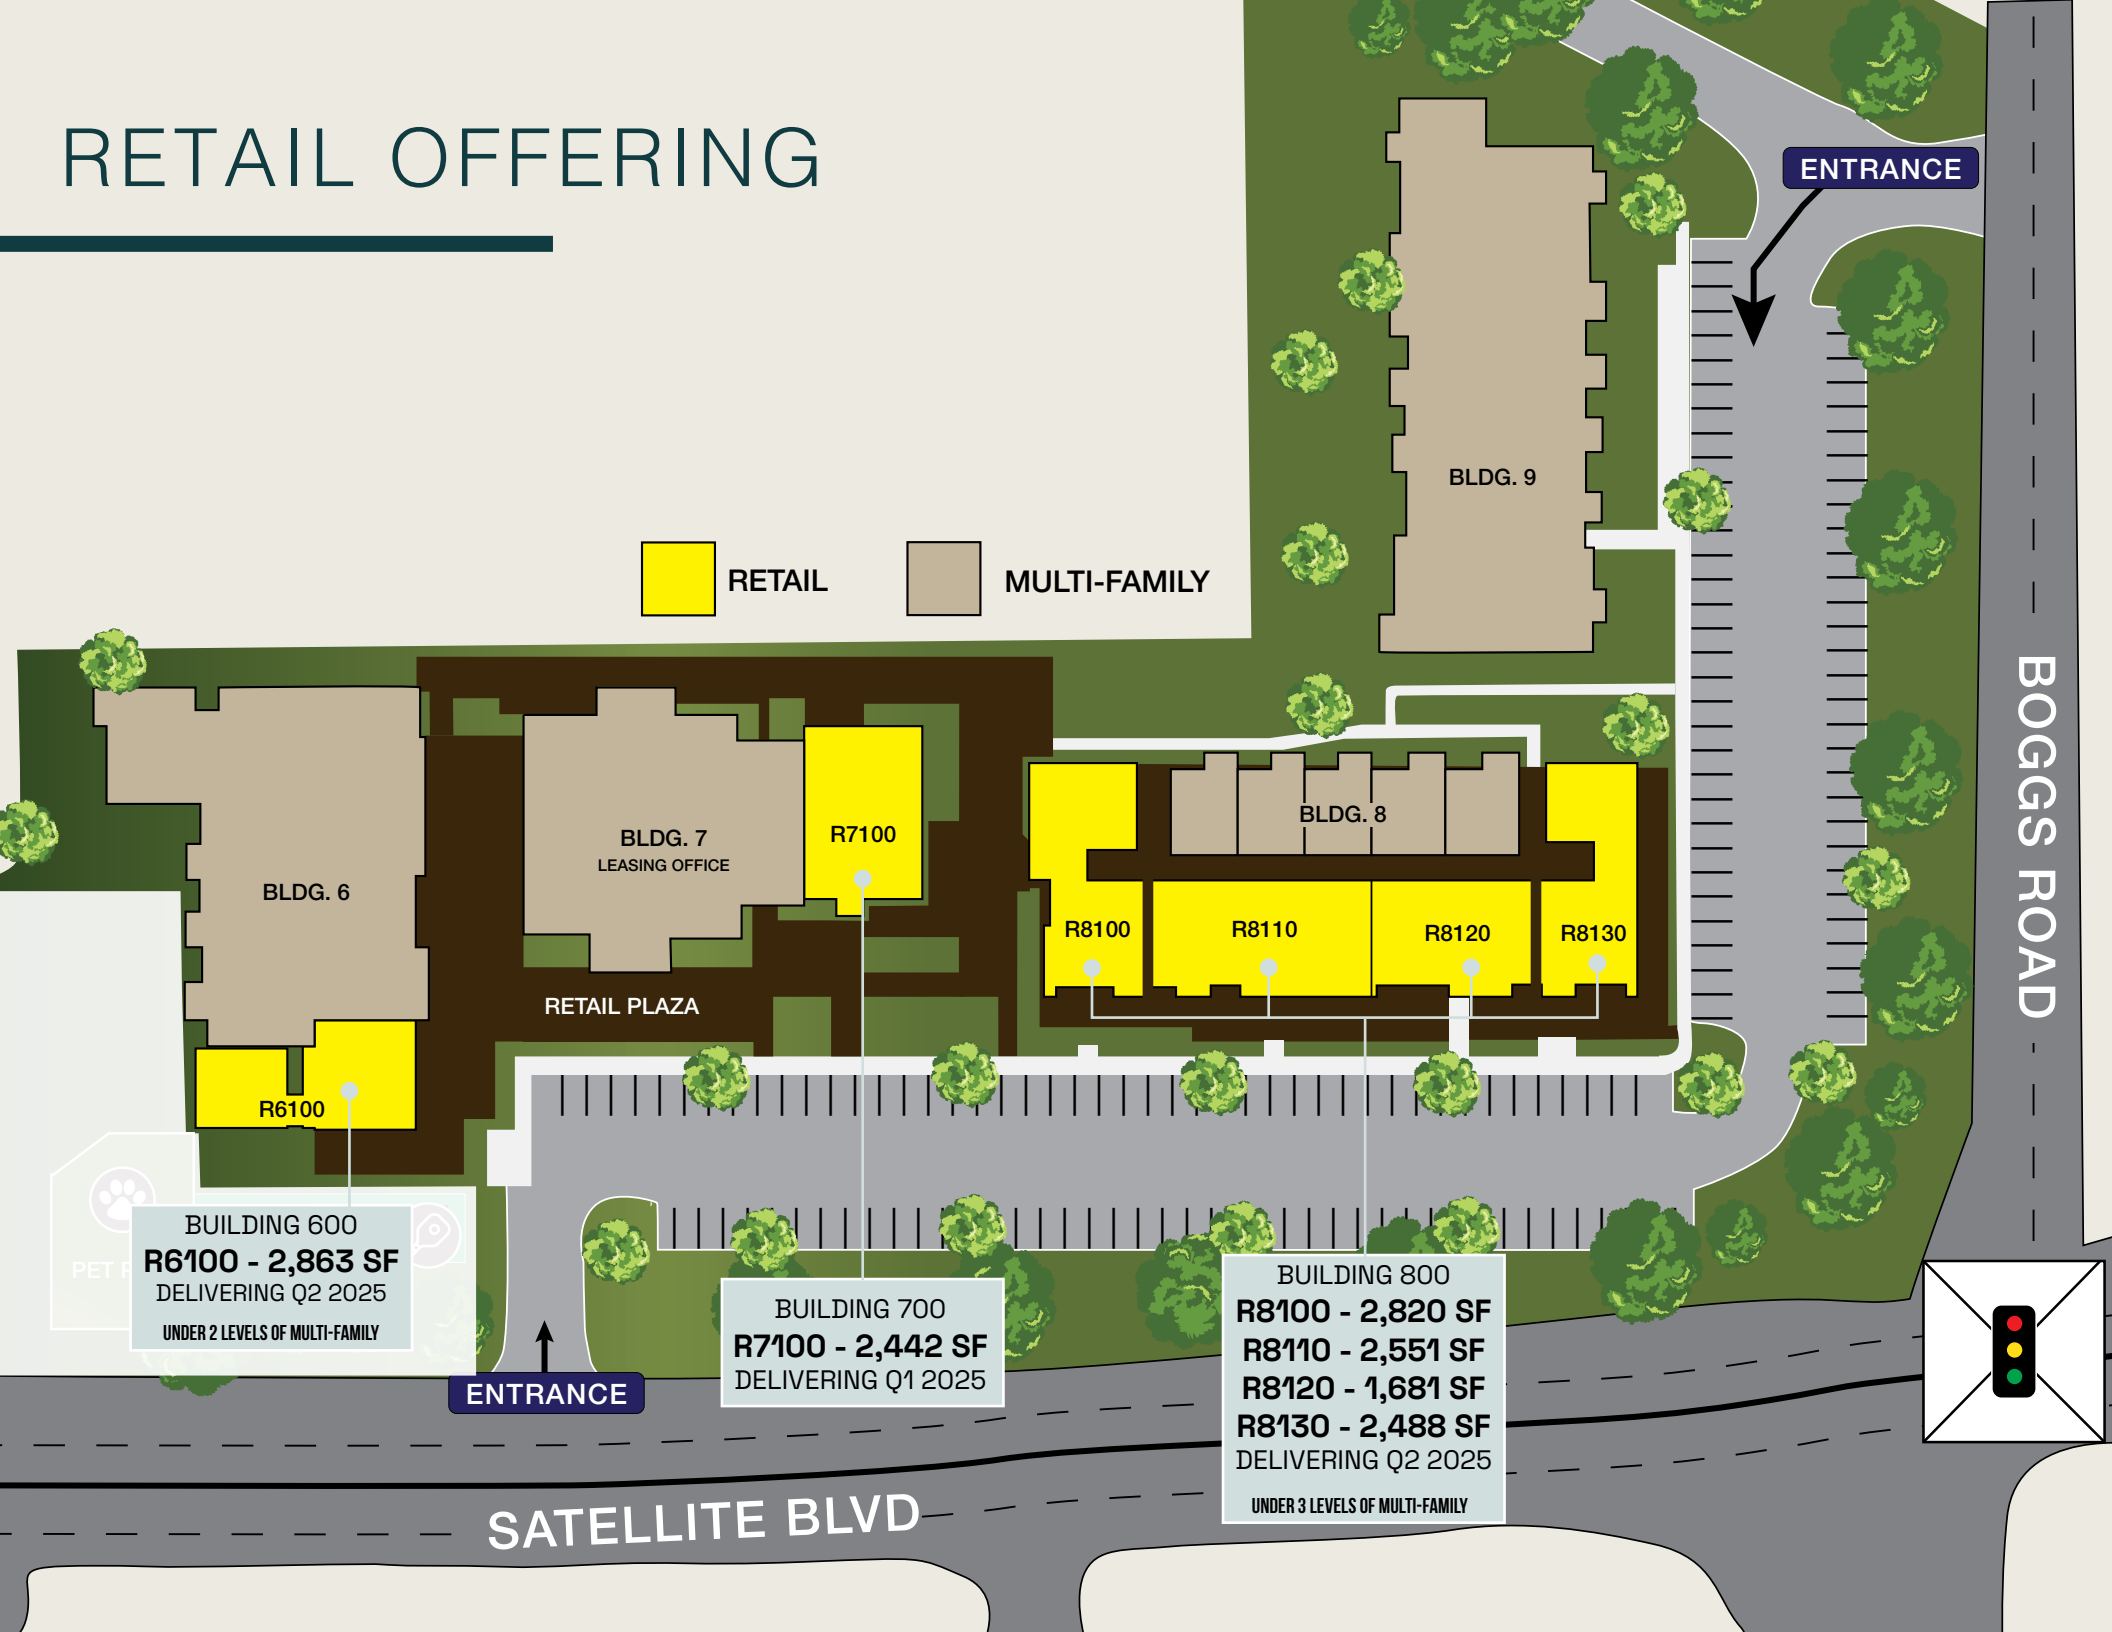 RETAIL OFFERING
ENTRANCE
BLDG. 9
RETAIL
MULTI-FAMILY
BOGGS ROAD
BLDG. 6
BLDG. 7
LEASING OFFICE
R7100
BLDG. 8
R8100
R8110
R8120
R8130
RETAIL PLAZA
R6100
PET
BUILDING 600
R6100 - 2,863 SF
DELIVERING Q2 2025
UNDER 2 LEVELS OF MULTI-FAMILY
ENTRANCE
BUILDING 700
R7100 - 2,442 SF
DELIVERING Q1 2025
BUILDING 800
R8100 - 2,820 SF
R8110 - 2,551 SF
R8120 - 1,681 SF
R8130 - 2,488 SF
DELIVERING Q2 2025
UNDER 3 LEVELS OF MULTI-FAMILY
SATELLITE BLVD